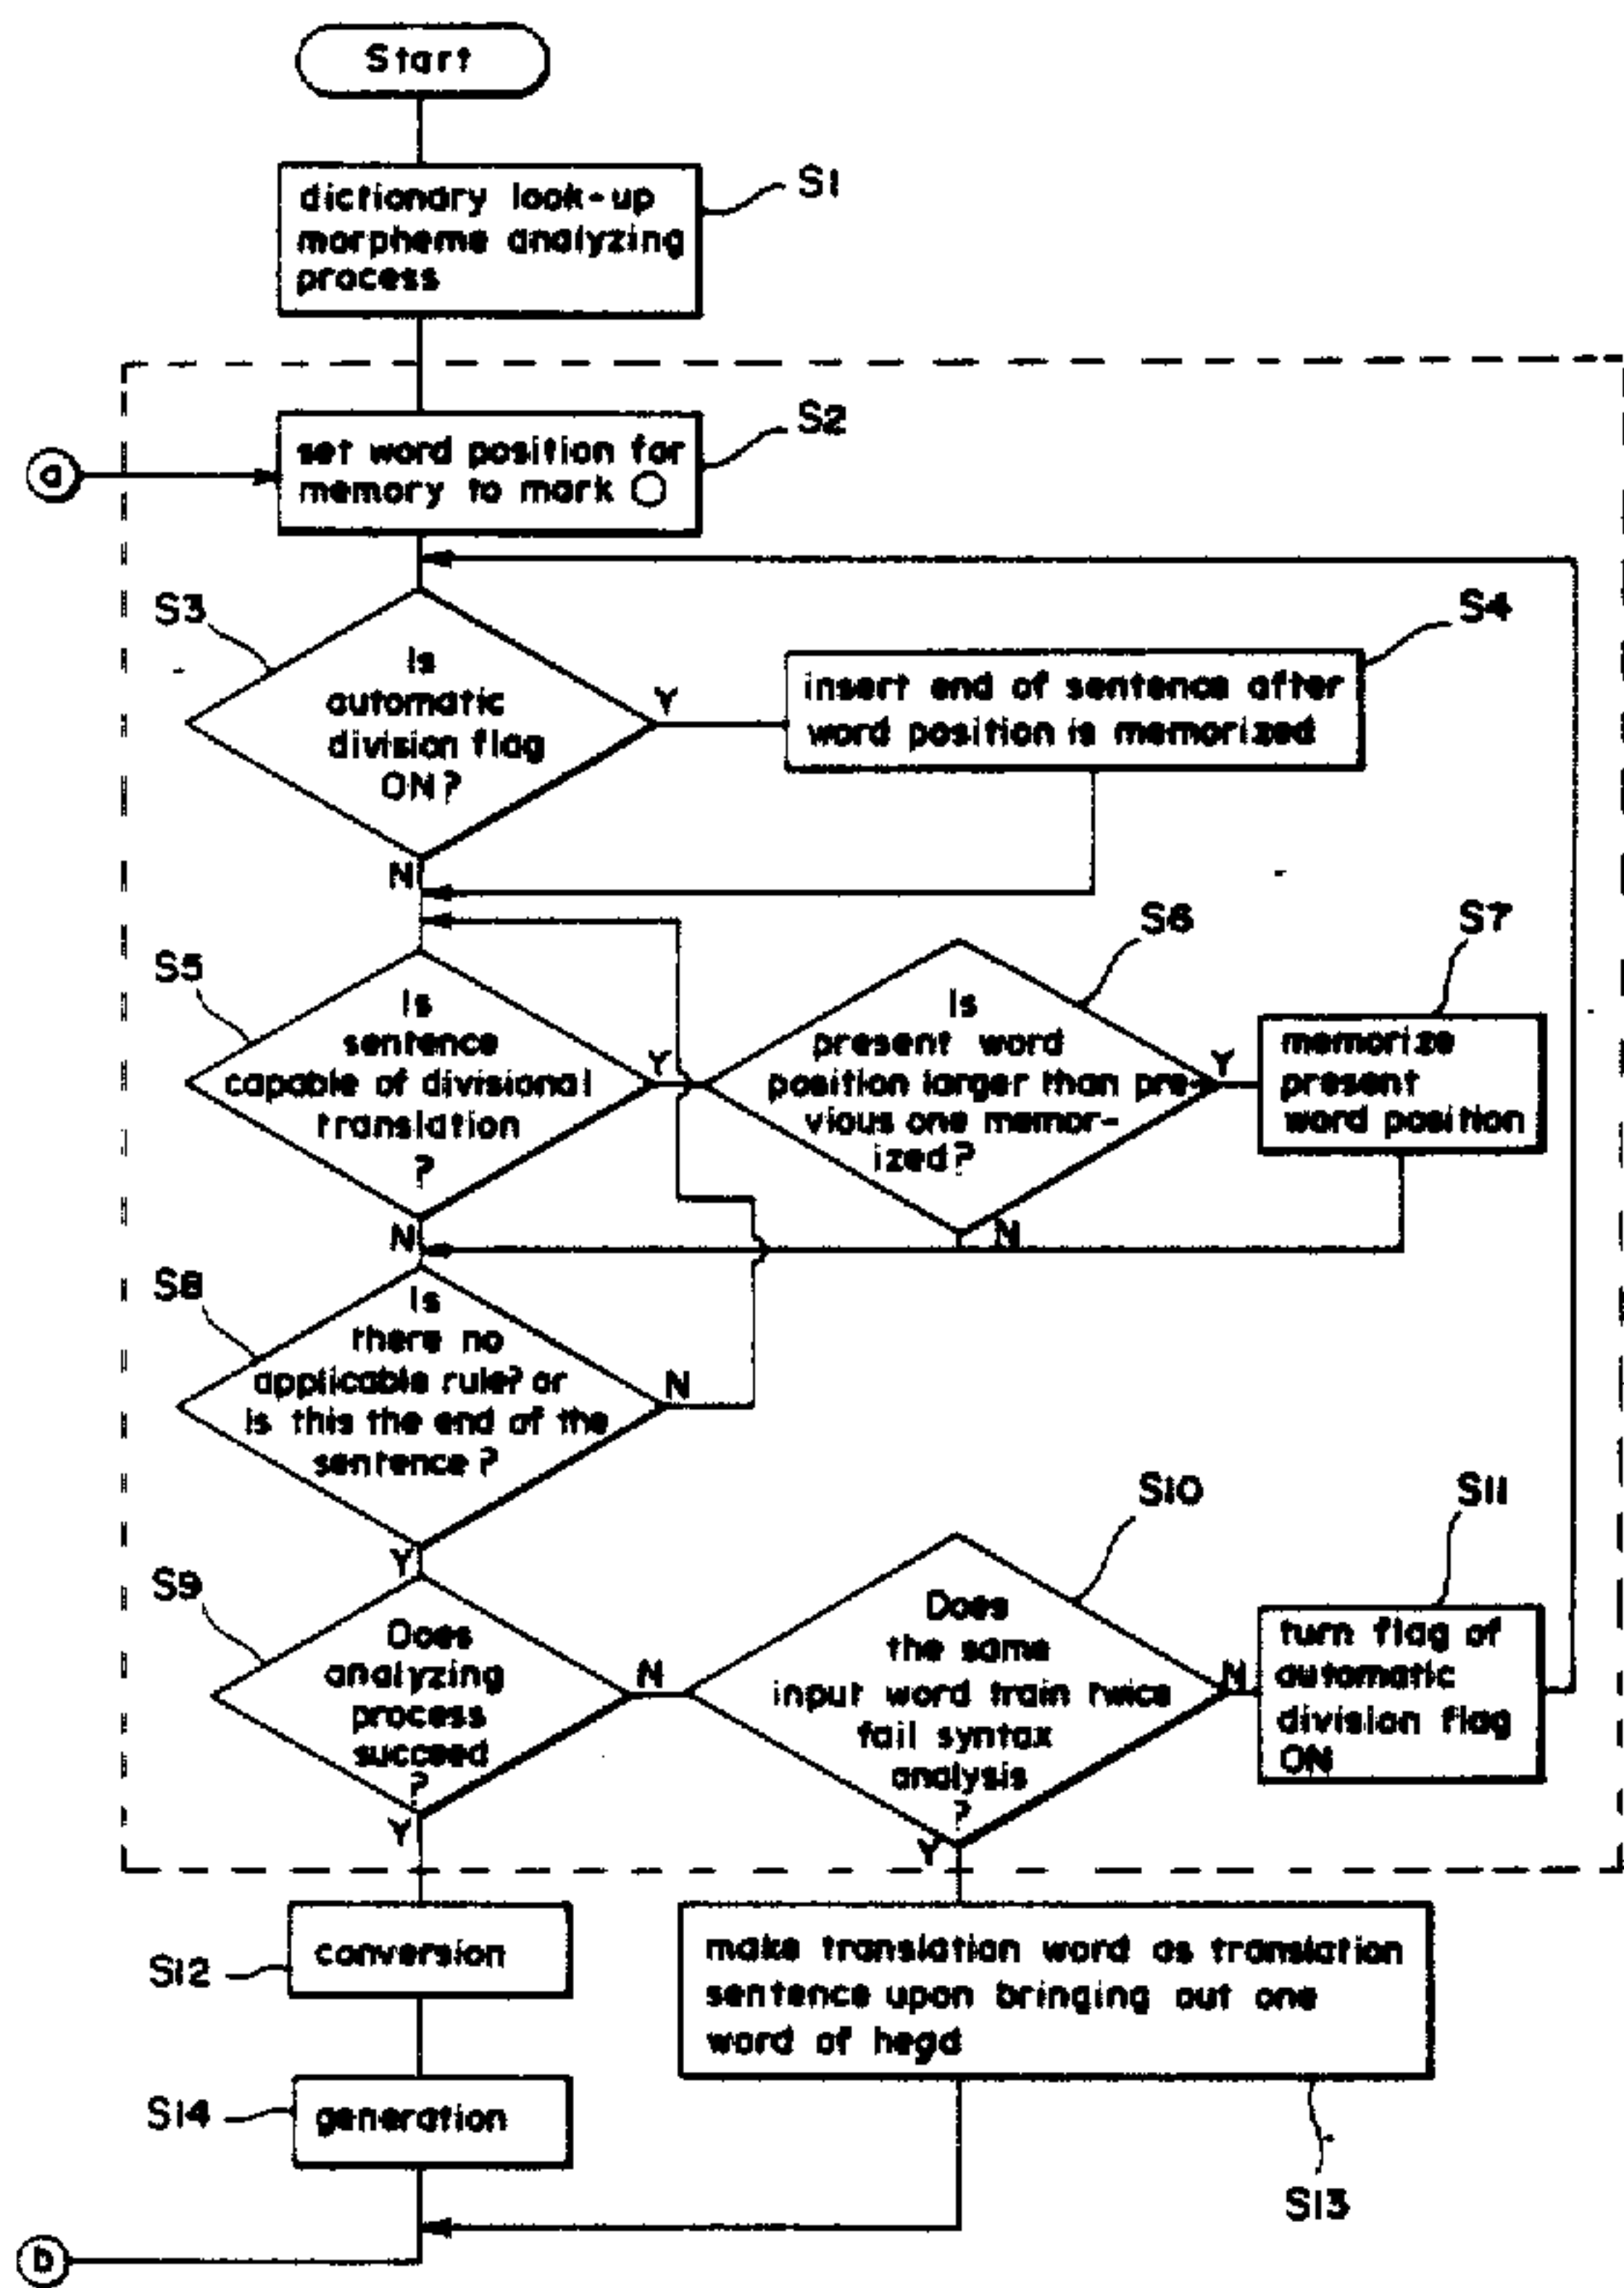 Start
dictionary look-up
morpheme analyzing
process
S1
set word position for
memory to mark ○
S2
a
S3
Is
automatic
division flag
ON?
Y
N
S4
insert end of sentence after
word position is memorized
S5
Is
sentence
capable of divisional
translation
?
Y
N
S6
Is
present word
position larger than pre-
vious one memor-
ized?
Y
N
S7
memorize
present
word position
S8
Is
there no
applicable rule? or
is this the end of the
sentence?
N
Y
S9
Does
analyzing
process
succeed
?
N
Y
S10
Does
the same
input word train twice
fail syntax
analysis
?
N
Y
S11
turn flag of
automatic
division flag
ON
S12
conversion
make translation word as translation
sentence upon bringing out one
word of hegd
S13
S14
generation
b